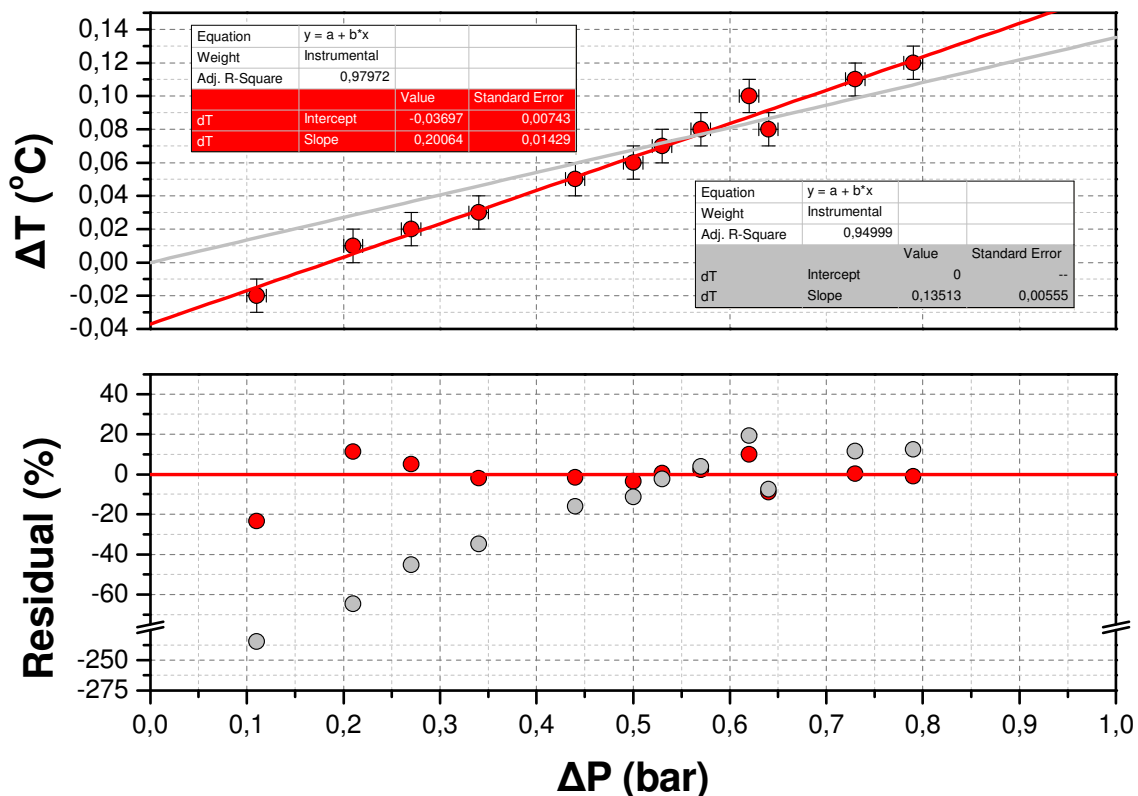 0,14
0,12
0,10
0,08
0,06
0,04
0,02
0,00
-0,02
-0,04
ΔT (°C)
Equation y = a + b*x
Weight Instrumental
Adj. R-Square 0,97972
Value Standard Error
dT Intercept -0,03697 0,00743
dT Slope 0,20064 0,01429
Equation y = a + b*x
Weight Instrumental
Adj. R-Square 0,94999
Value Standard Error
dT Intercept 0 --
dT Slope 0,13513 0,00555
40
20
0
-20
-40
-60
-250
-275
Residual (%)
0,0 0,1 0,2 0,3 0,4 0,5 0,6 0,7 0,8 0,9 1,0
ΔP (bar)